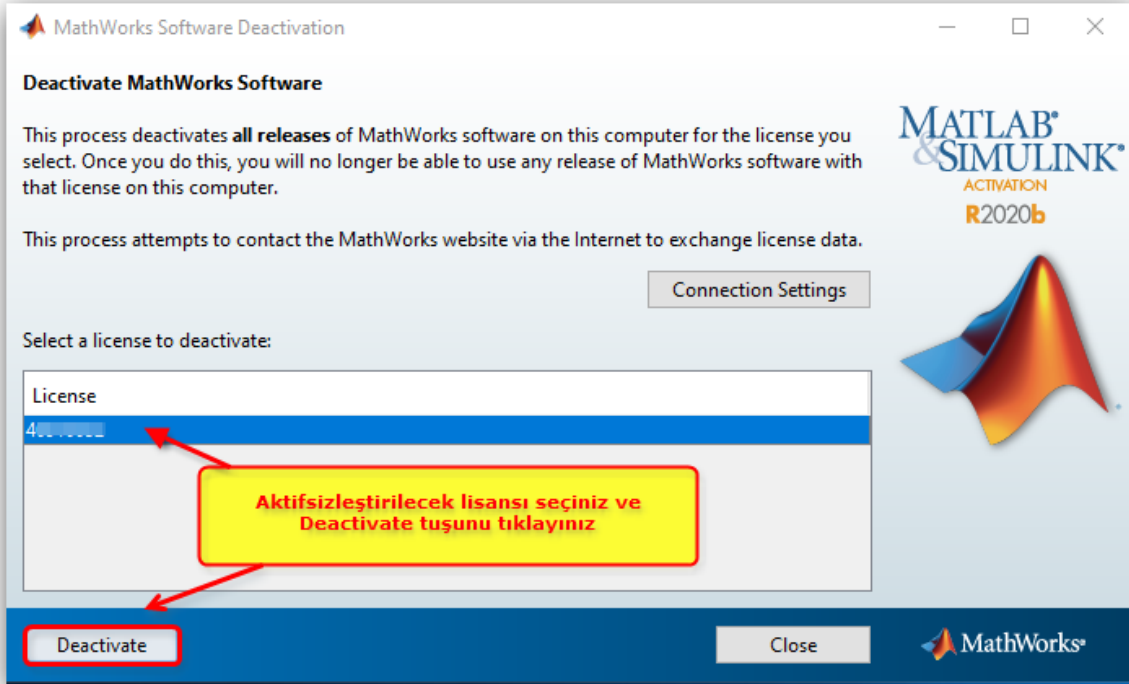 MathWorks Software Deactivation
Deactivate MathWorks Software
This process deactivates all releases of MathWorks software on this computer for the license you
select. Once you do this, you will no longer be able to use any release of MathWorks software with
that license on this computer.
This process attempts to contact the MathWorks website via the Internet to exchange license data.
Connection Settings
MATLAB®
&SIMULINK®
ACTIVATION
R2020b
Select a license to deactivate:
License
Aktifsizleştirilecek lisansı seçiniz ve
Deactivate tuşunu tıklayınız
Deactivate
Close
MathWorks®